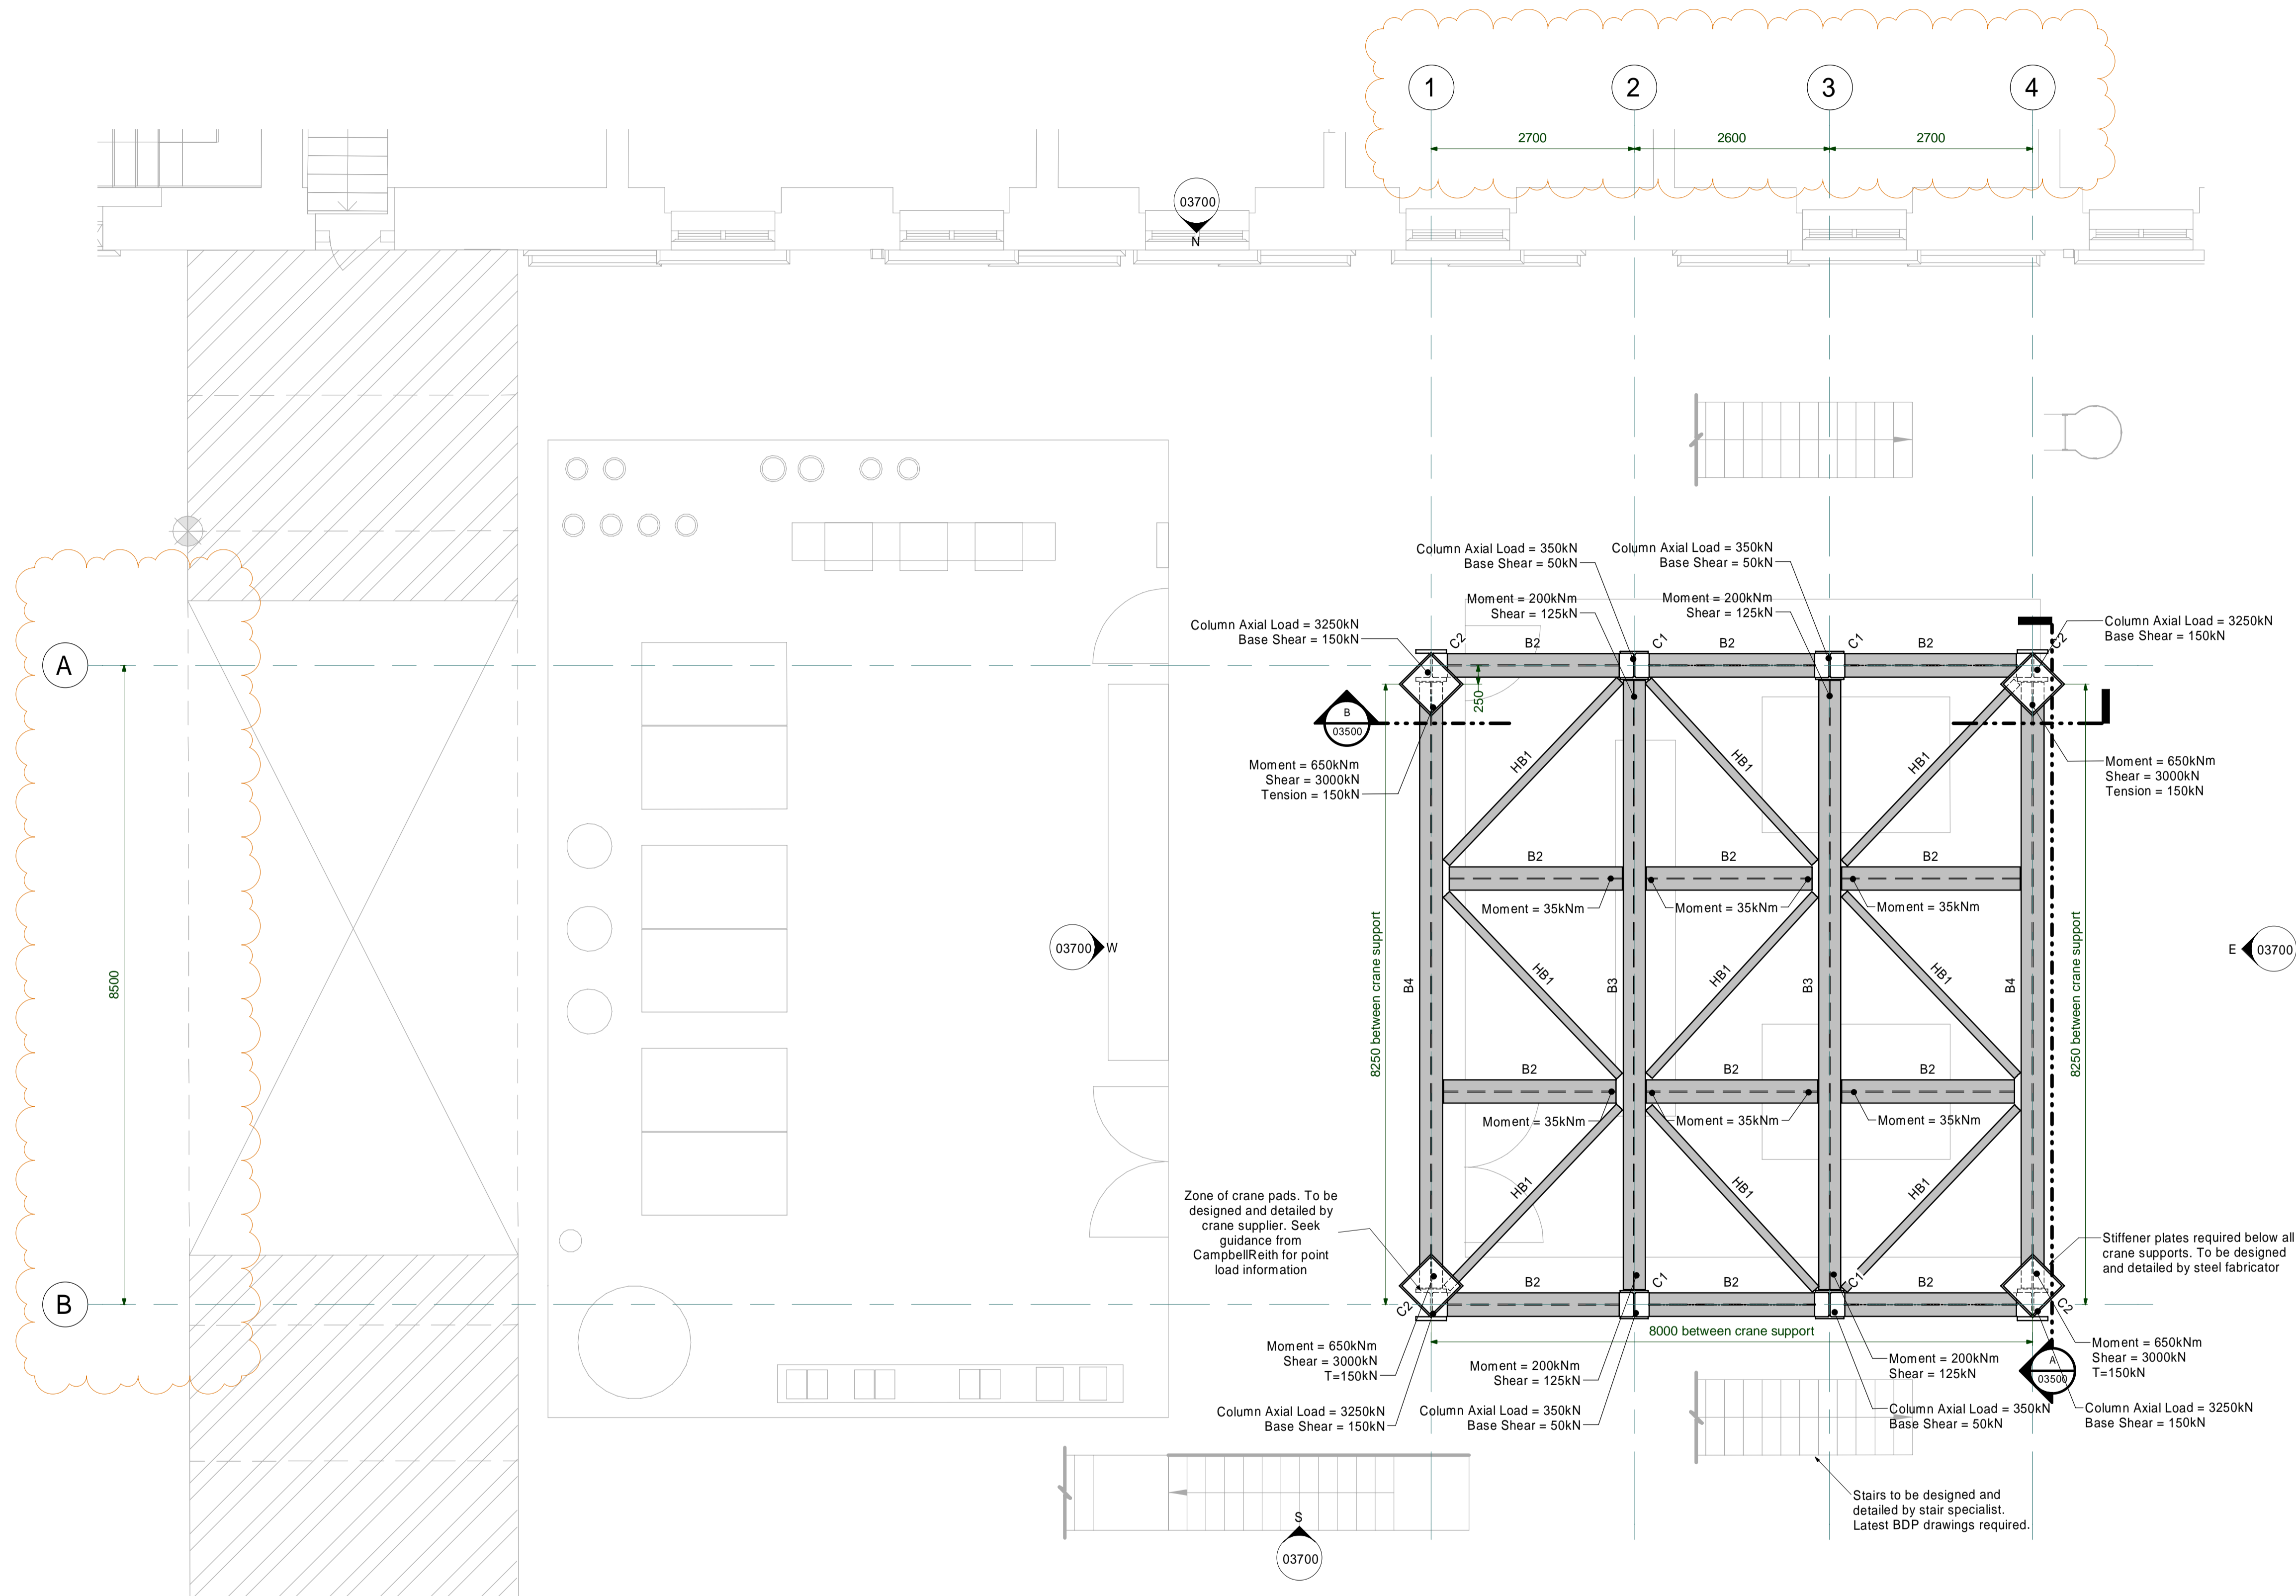 1
2
3
4
2700
2600
2700
03700
N
Column Axial Load = 350kN
Base Shear = 50kN
Column Axial Load = 350kN
Base Shear = 50kN
Moment = 200kNm
Shear = 125kN
Moment = 200kNm
Shear = 125kN
Column Axial Load = 3250kN
Base Shear = 150kN
Column Axial Load = 3250kN
Base Shear = 150kN
C2
B2
C1
B2
C1
B2
C2
A
250
B
03500
Moment = 650kNm
Shear = 3000kN
Tension = 150kN
Moment = 650kNm
Shear = 3000kN
Tension = 150kN
HB1
HB1
HB1
B2
B2
B2
Moment = 35kNm
Moment = 35kNm
Moment = 35kNm
03700
W
E
03700
8500
8250 between crane support
B4
HB1
B3
HB1
B3
HB1
B4
8250 between crane support
B2
B2
B2
Moment = 35kNm
Moment = 35kNm
Moment = 35kNm
HB1
HB1
HB1
Zone of crane pads. To be
designed and detailed by
crane supplier. Seek
guidance from
CampbellReith for point
load information
Stiffener plates required below all
crane supports. To be designed
and detailed by steel fabricator
B
C2
B2
C1
B2
C1
B2
C2
8000 between crane support
Moment = 650kNm
Shear = 3000kN
T=150kN
Moment = 200kNm
Shear = 125kN
Moment = 200kNm
Shear = 125kN
A
03500
Moment = 650kNm
Shear = 3000kN
T=150kN
Column Axial Load = 3250kN
Base Shear = 150kN
Column Axial Load = 350kN
Base Shear = 50kN
Column Axial Load = 350kN
Base Shear = 50kN
Column Axial Load = 3250kN
Base Shear = 150kN
Stairs to be designed and
detailed by stair specialist.
Latest BDP drawings required.
S
03700